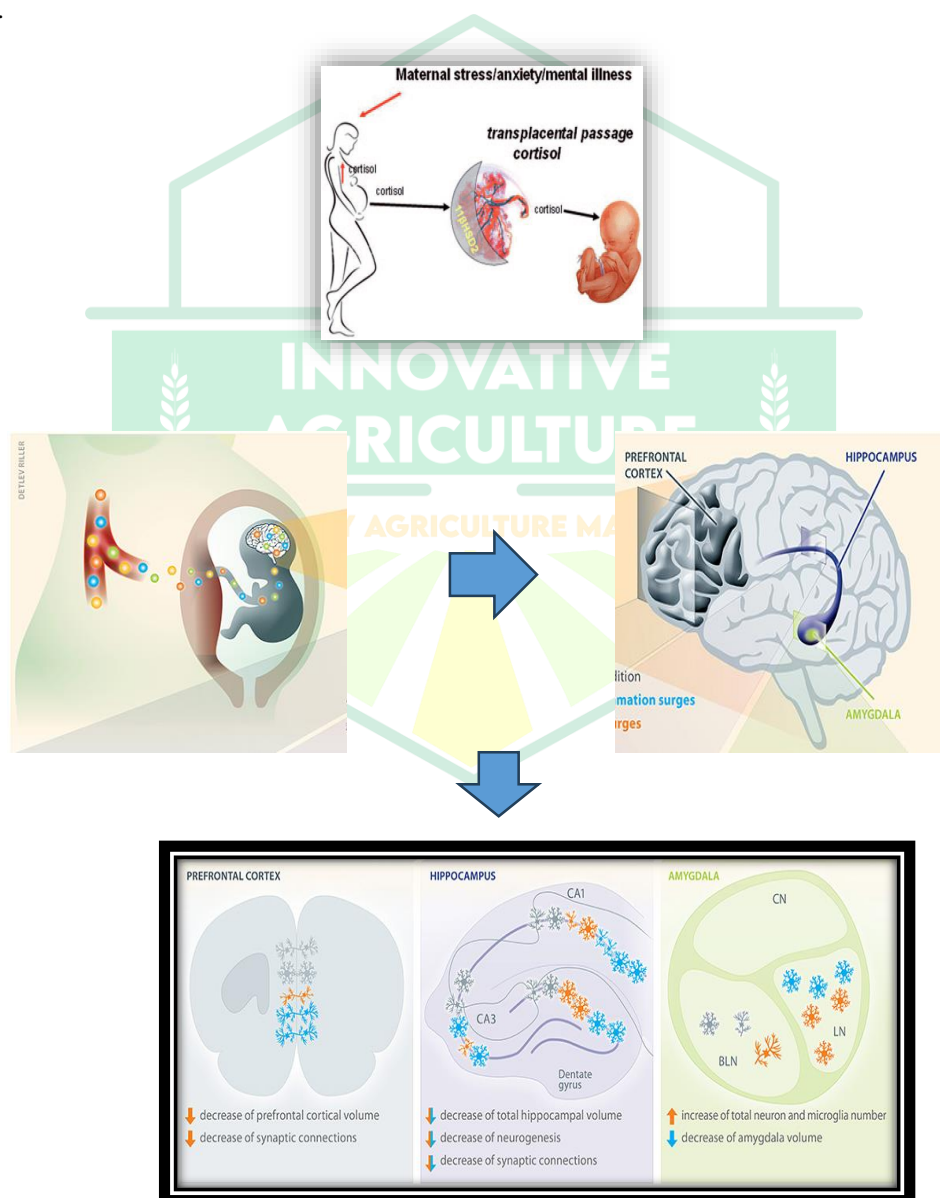 Maternal stress/anxiety/mental illness
transplacental passage
cortisol
cortisol
cortisol
cortisol
11βHSD2
INNOVATIVE
AGRICULTURE
AGRICULTURE MA
DETLEV RILLER
PREFRONTAL
CORTEX
HIPPOCAMPUS
dition
mation surges
urges
AMYGDALA
PREFRONTAL CORTEX
decrease of prefrontal cortical volume
decrease of synaptic connections
HIPPOCAMPUS
CA1
CA3
Dentate
gyrus
decrease of total hippocampal volume
decrease of neurogenesis
decrease of synaptic connections
AMYGDALA
CN
LN
BLN
increase of total neuron and microglia number
decrease of amygdala volume